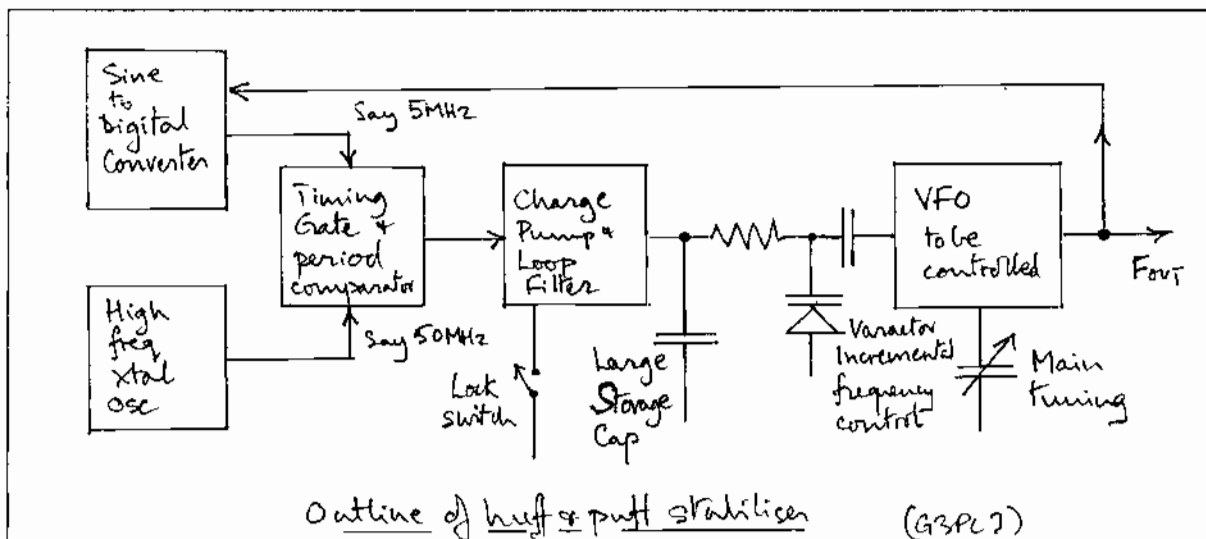 Sine
to
Digital
Converter
Say 5MHz
Timing
Gate &
period
comparator
Charge
Pump &
Loop
Filter
VFO
to be
controlled
FOUT
High
freq
xtal
osc
Say 50MHz
Lock
switch
Large
Storage
Cap
Varactor
Incremental
frequency
control
Main
tuning
Outline of huff & puff stabiliser (G3PCJ)